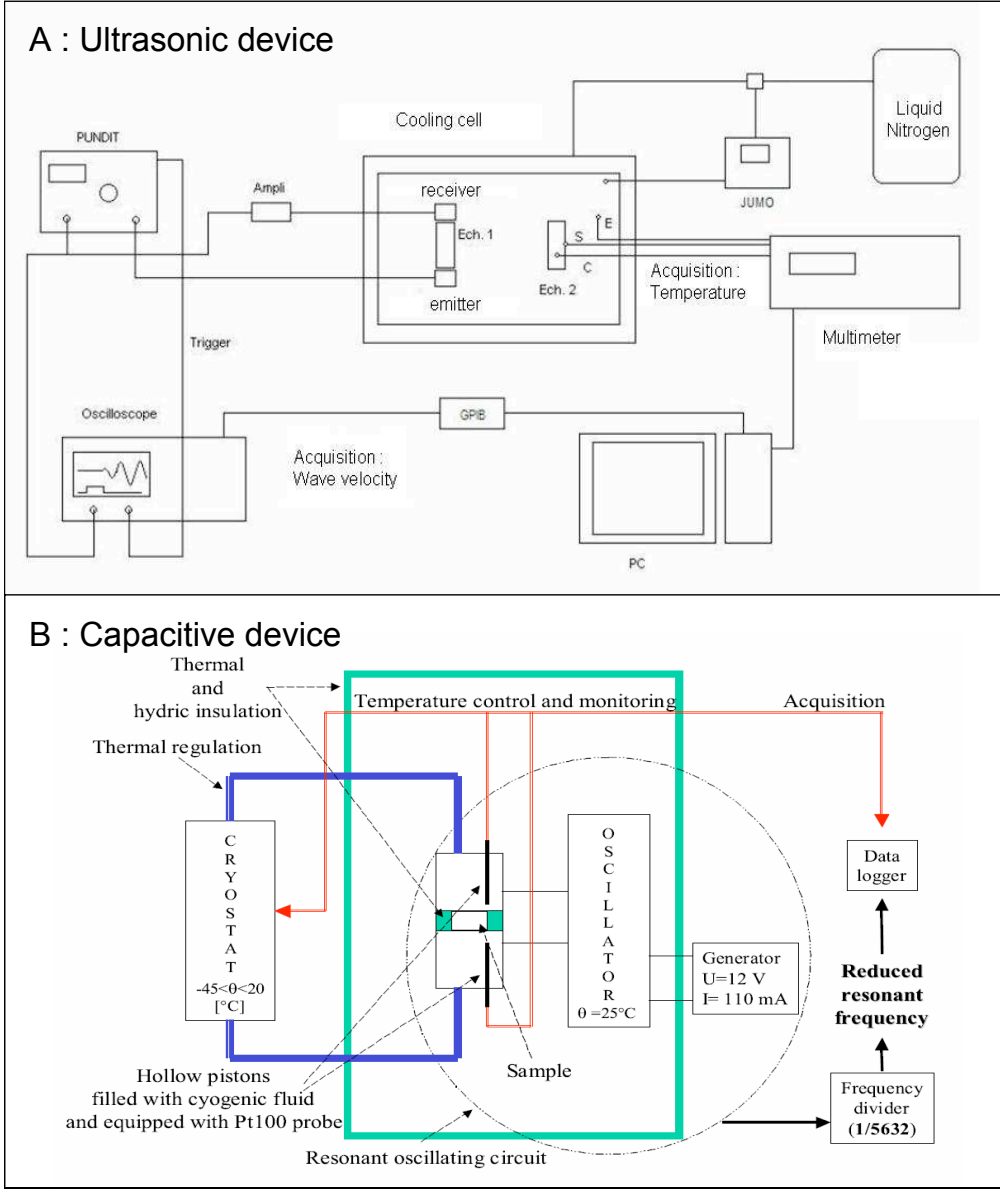 A : Ultrasonic device
Liquid
Nitrogen
Cooling cell
PUNDIT
Ampli
receiver
JUMO
Ech. 1
E
S
C
Ech. 2
emitter
Acquisition :
Temperature
Multimeter
Trigger
Oscilloscope
GPIB
Acquisition :
Wave velocity
PC
B : Capacitive device
Thermal
and
hydric insulation
Temperature control and monitoring
Acquisition
Thermal regulation
CRYOSTAT
-45<θ<20
[°C]
OSCILLATOR
θ =25°C
Data
logger
Generator
U=12 V
I= 110 mA
Reduced
resonant
frequency
Sample
Hollow pistons
filled with cyogenic fluid
and equipped with Pt100 probe
Resonant oscillating circuit
Frequency
divider
(1/5632)